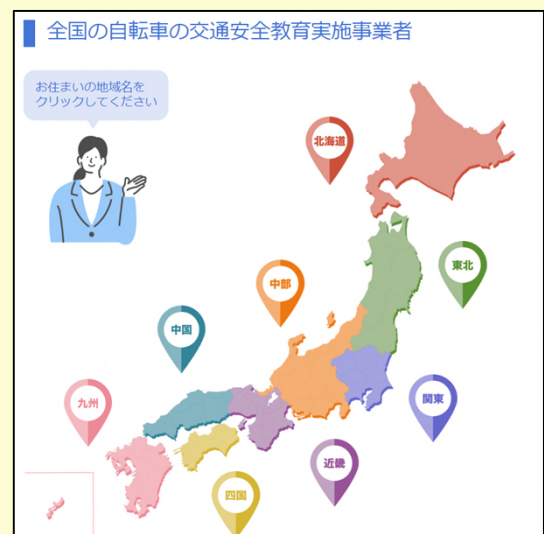 全国の自転車の交通安全教育実施事業者
お住まいの地域名を
クリックしてください
北海道
東北
中部
中国
関東
九州
近畿
四国